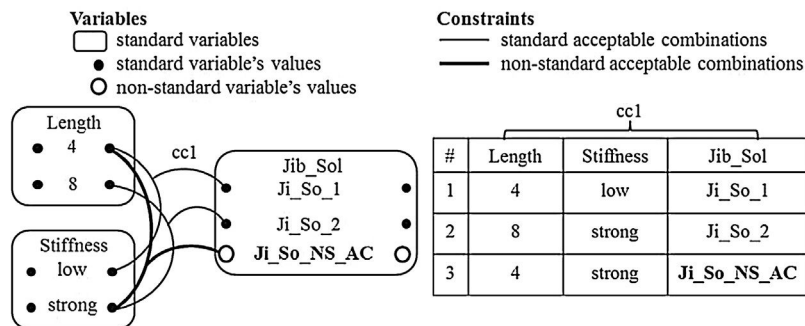 Variables
standard variables
standard variable's values
non-standard variable's values
Constraints
standard acceptable combinations
non-standard acceptable combinations
Length
4
8
Stiffness
low
strong
cc1
Jib_Sol
Ji_So_1
Ji_So_2
Ji_So_NS_AC
cc1
# Length Stiffness Jib_Sol
1 4 low Ji_So_1
2 8 strong Ji_So_2
3 4 strong Ji_So_NS_AC